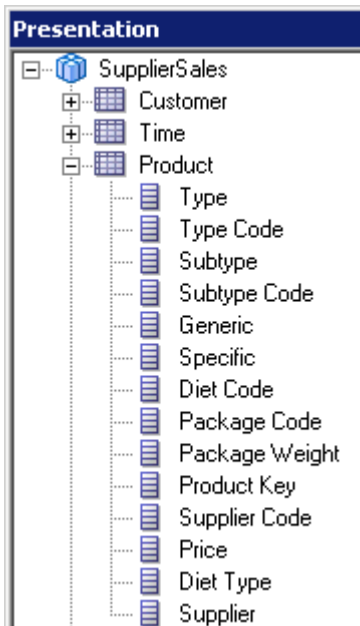 Presentation
SupplierSales
Customer
Time
Product
Type
Type Code
Subtype
Subtype Code
Generic
Specific
Diet Code
Package Code
Package Weight
Product Key
Supplier Code
Price
Diet Type
Supplier